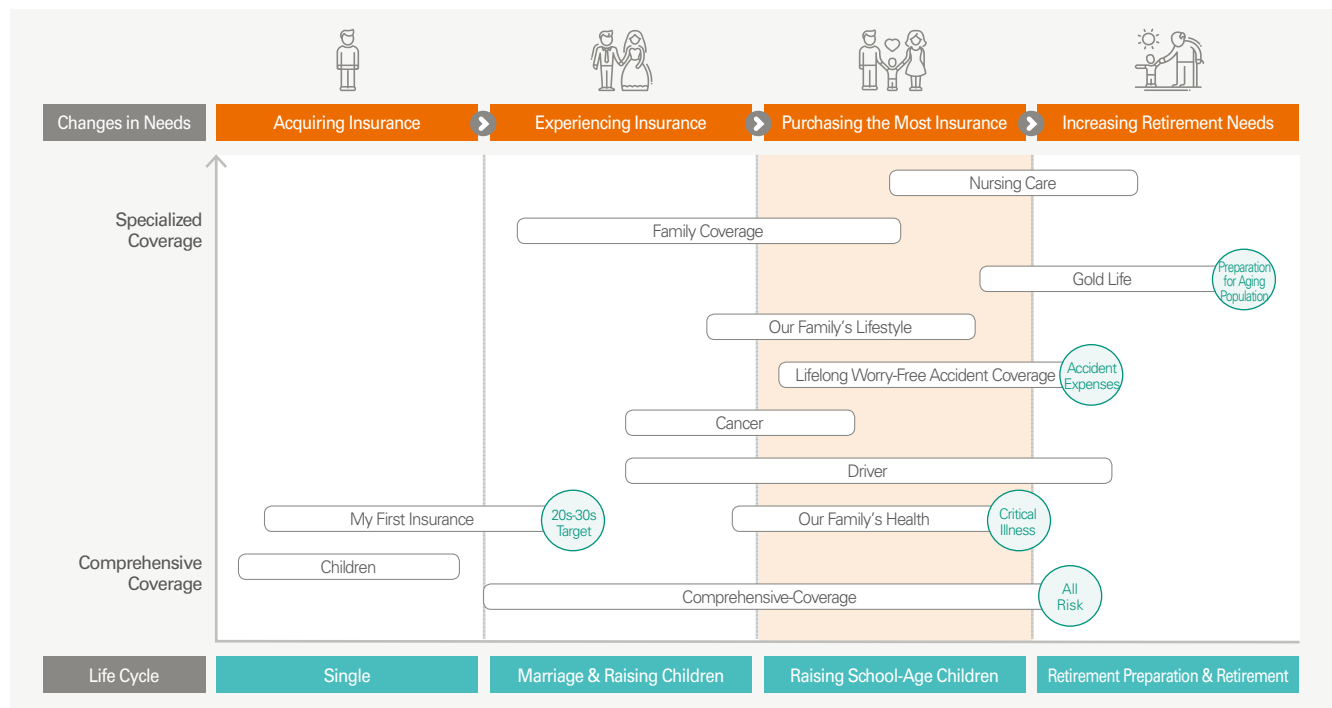 Changes in Needs
Acquiring Insurance
Experiencing Insurance
Purchasing the Most Insurance
Increasing Retirement Needs
Specialized
Coverage
Nursing Care
Family Coverage
Gold Life
Preparation
for Aging
Population
Our Family's Lifestyle
Lifelong Worry-Free Accident Coverage
Accident
Expenses
Cancer
Driver
My First Insurance
20s-30s
Target
Our Family's Health
Critical
Illness
Comprehensive
Coverage
Children
Comprehensive-Coverage
All
Risk
Life Cycle
Single
Marriage & Raising Children
Raising School-Age Children
Retirement Preparation & Retirement